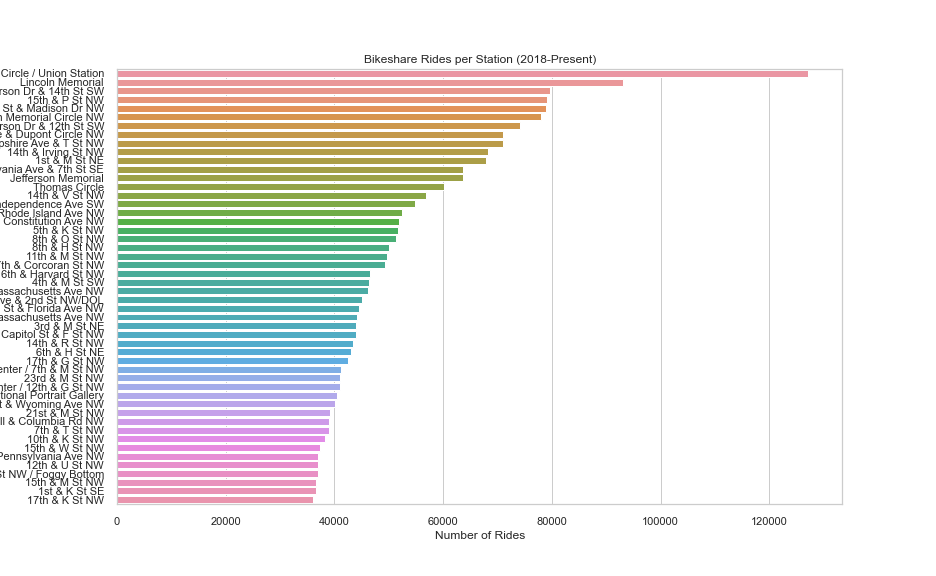 Bikeshare Rides per Station (2018-Present)
Circle / Union Station
Lincoln Memorial
rson Dr & 14th St SW
15th & P St NW
St & Madison Dr NW
n Memorial Circle NW
rson Dr & 12th St SW
e & Dupont Circle NW
pshire Ave & T St NW
14th & Irving St NW
1st & M St NE
vania Ave & 7th St SE
Jefferson Memorial
Thomas Circle
14th & V St NW
ndependence Ave SW
Rhode Island Ave NW
Constitution Ave NW
5th & K St NW
8th & O St NW
8th & H St NW
11th & M St NW
7th & Corcoran St NW
6th & Harvard St NW
4th & M St SW
assachusetts Ave NW
ve & 2nd St NW/DOL
St & Florida Ave NW
assachusetts Ave NW
3rd & M St NE
Capitol St & F St NW
14th & R St NW
6th & H St NE
17th & G St NW
enter / 7th & M St NW
23rd & M St NW
nter / 12th & G St NW
tional Portrait Gallery
t & Wyoming Ave NW
21st & M St NW
ll & Columbia Rd NW
7th & T St NW
10th & K St NW
15th & W St NW
Pennsylvania Ave NW
12th & U St NW
St NW / Foggy Bottom
15th & M St NW
1st & K St SE
17th & K St NW
0 20000 40000 60000 80000 100000 120000
Number of Rides